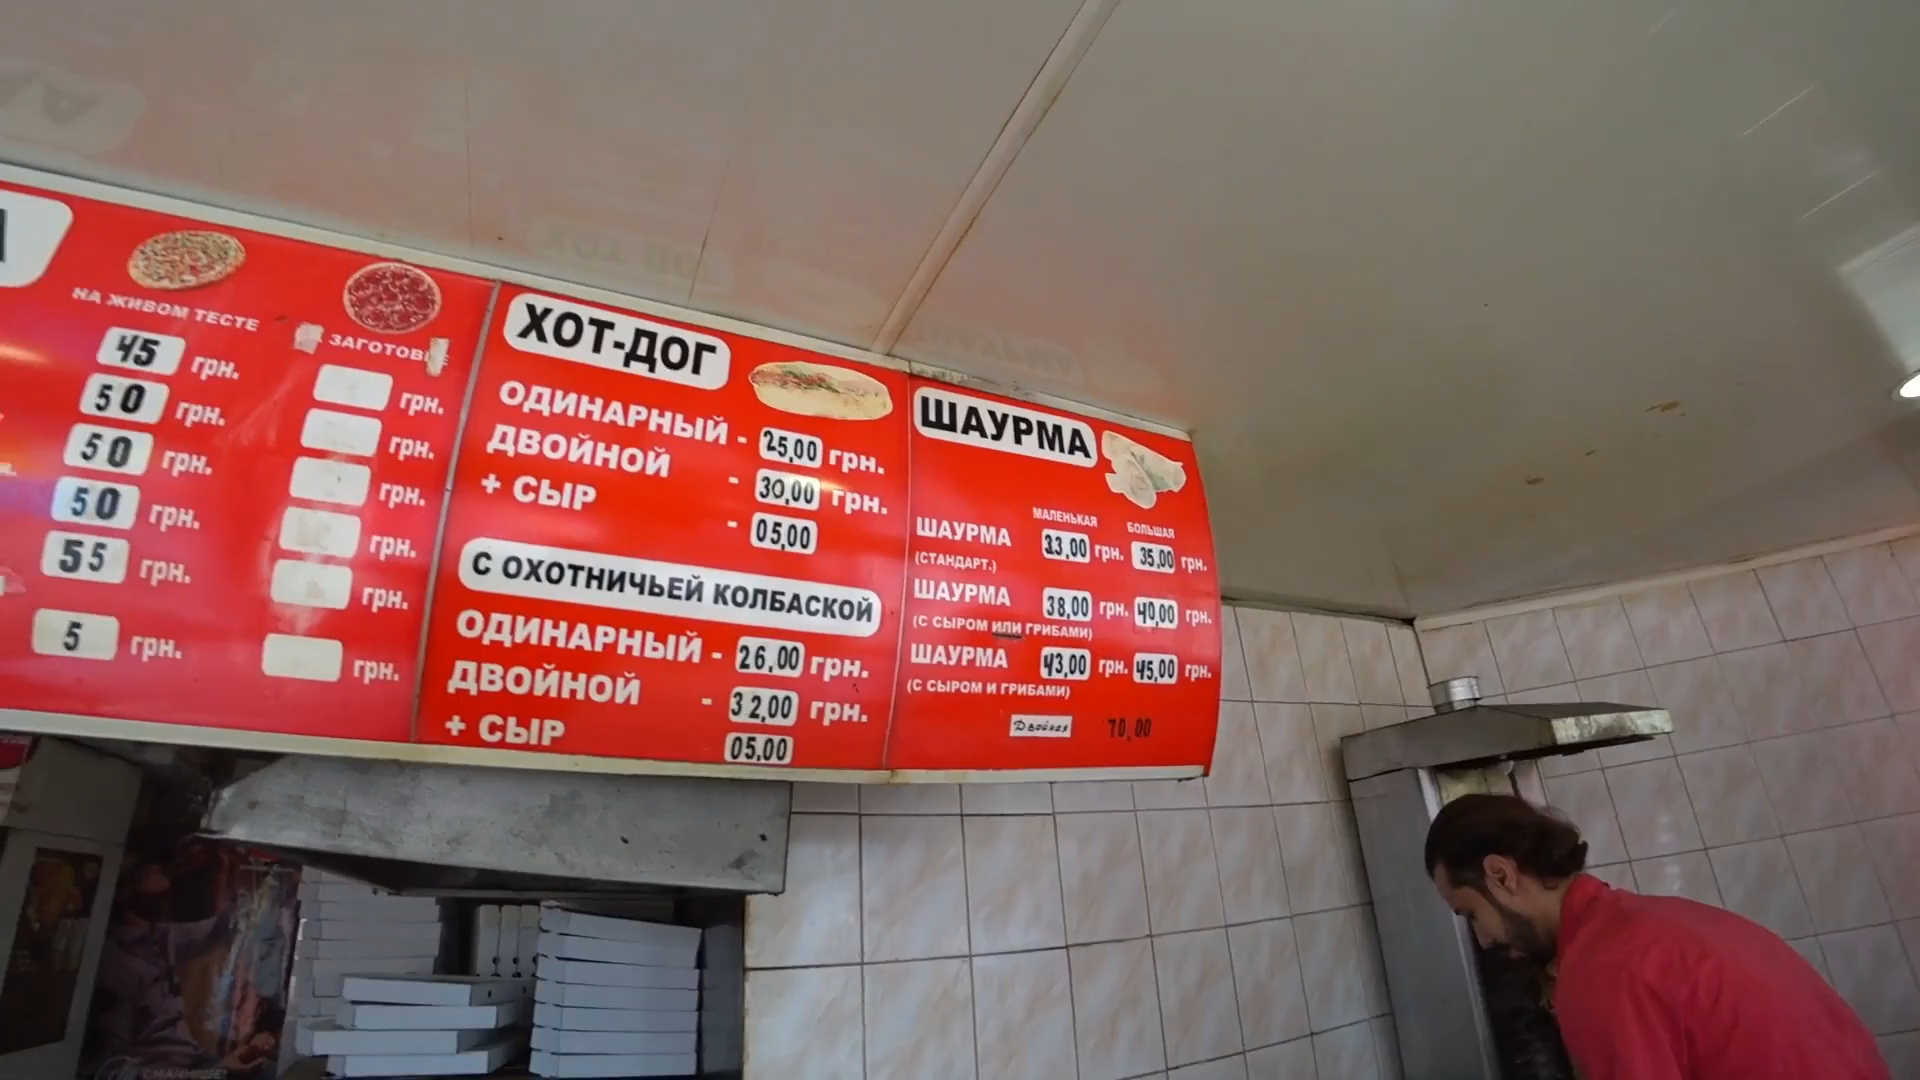 НА ЖИВОМ ТЕСТЕ
45 грн.
50 грн.
50 грн.
50 грн.
55 грн.
5 грн.
грн.
грн.
грн.
грн.
грн.
грн.
ХОТ-ДОГ
ОДИНАРНЫЙ - 25,00 грн.
ДВОЙНОЙ - 30,00 грн.
+ СЫР - 05,00
С ОХОТНИЧЬЕЙ КОЛБАСКОЙ
ОДИНАРНЫЙ - 26,00 грн.
ДВОЙНОЙ - 32,00 грн.
+ СЫР 05,00
ШАУРМА
МАЛЕНЬКАЯ БОЛЬШАЯ
ШАУРМА 33,00 грн. 35,00 грн.
(СТАНДАРТ.)
ШАУРМА 38,00 грн. 40,00 грн.
(С СЫРОМ ИЛИ ГРИБАМИ)
ШАУРМА 43,00 грн. 45,00 грн.
(С СЫРОМ И ГРИБАМИ)
Двойная 70,00